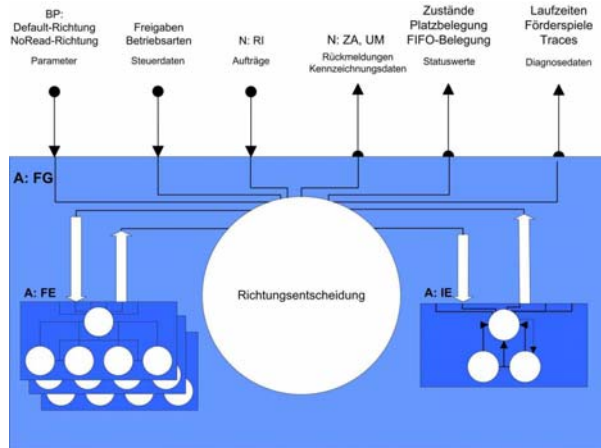 BP:
Default-Richtung
NoRead-Richtung
Parameter
Freigaben
Betriebsarten
Steuerdaten
N: RI
Aufträge
N: ZA, UM
Rückmeldungen
Kennzeichnungsdaten
Zustände
Platzbelegung
FIFO-Belegung
Statuswerte
Laufzeiten
Förderspiele
Traces
Diagnosedaten
A: FG
A: FE
Richtungsentscheidung
A: IE